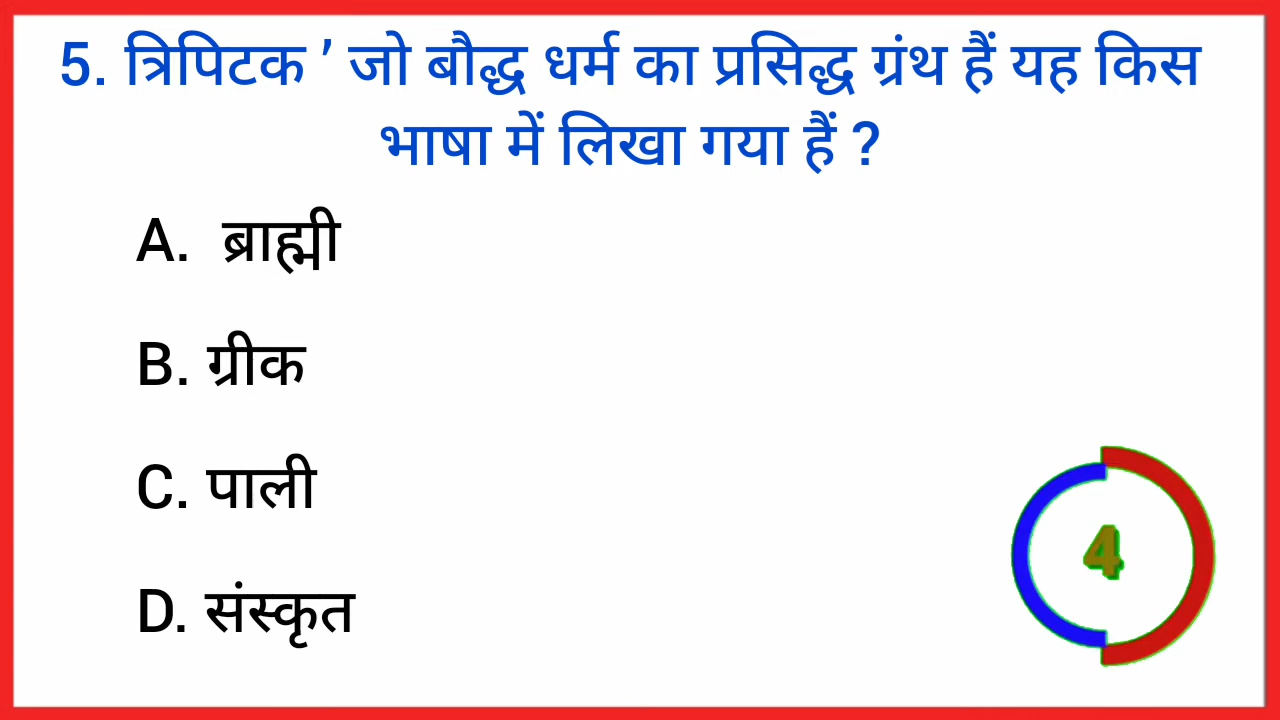 5. त्रिपिटक ’ जो बौद्ध धर्म का प्रसिद्ध ग्रंथ हैं यह किस
भाषा में लिखा गया हैं ?
A. ब्राह्मी
B. ग्रीक
C. पाली
D. संस्कृत
4